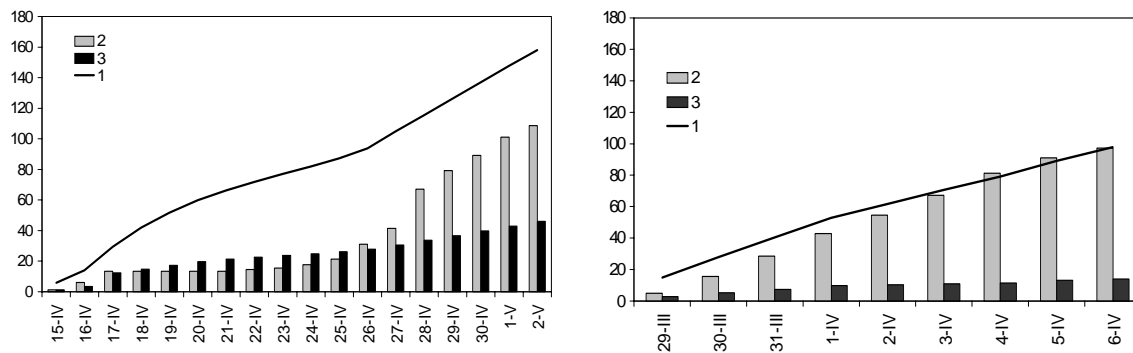 180
160
140
120
100
80
60
40
20
0
2
3
1
15-IV
16-IV
17-IV
18-IV
19-IV
20-IV
21-IV
22-IV
23-IV
24-IV
25-IV
26-IV
27-IV
28-IV
29-IV
30-IV
1-V
2-V
180
160
140
120
100
80
60
40
20
0
2
3
1
29-III
30-III
31-III
1-IV
2-IV
3-IV
4-IV
5-IV
6-IV